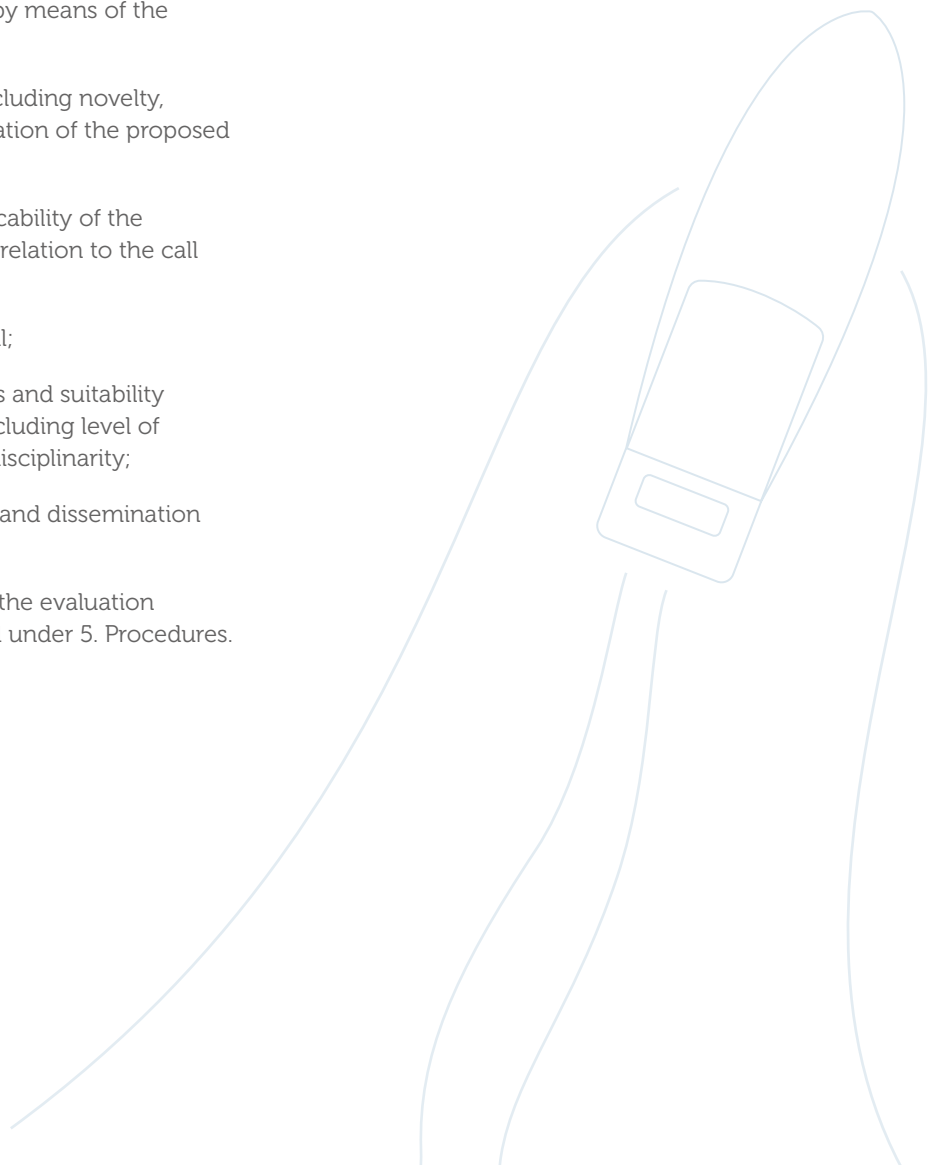 by means of the
cluding novelty,
ation of the proposed
cability of the
relation to the call
l;
s and suitability
cluding level of
isciplinarity;
and dissemination
the evaluation
under 5. Procedures.